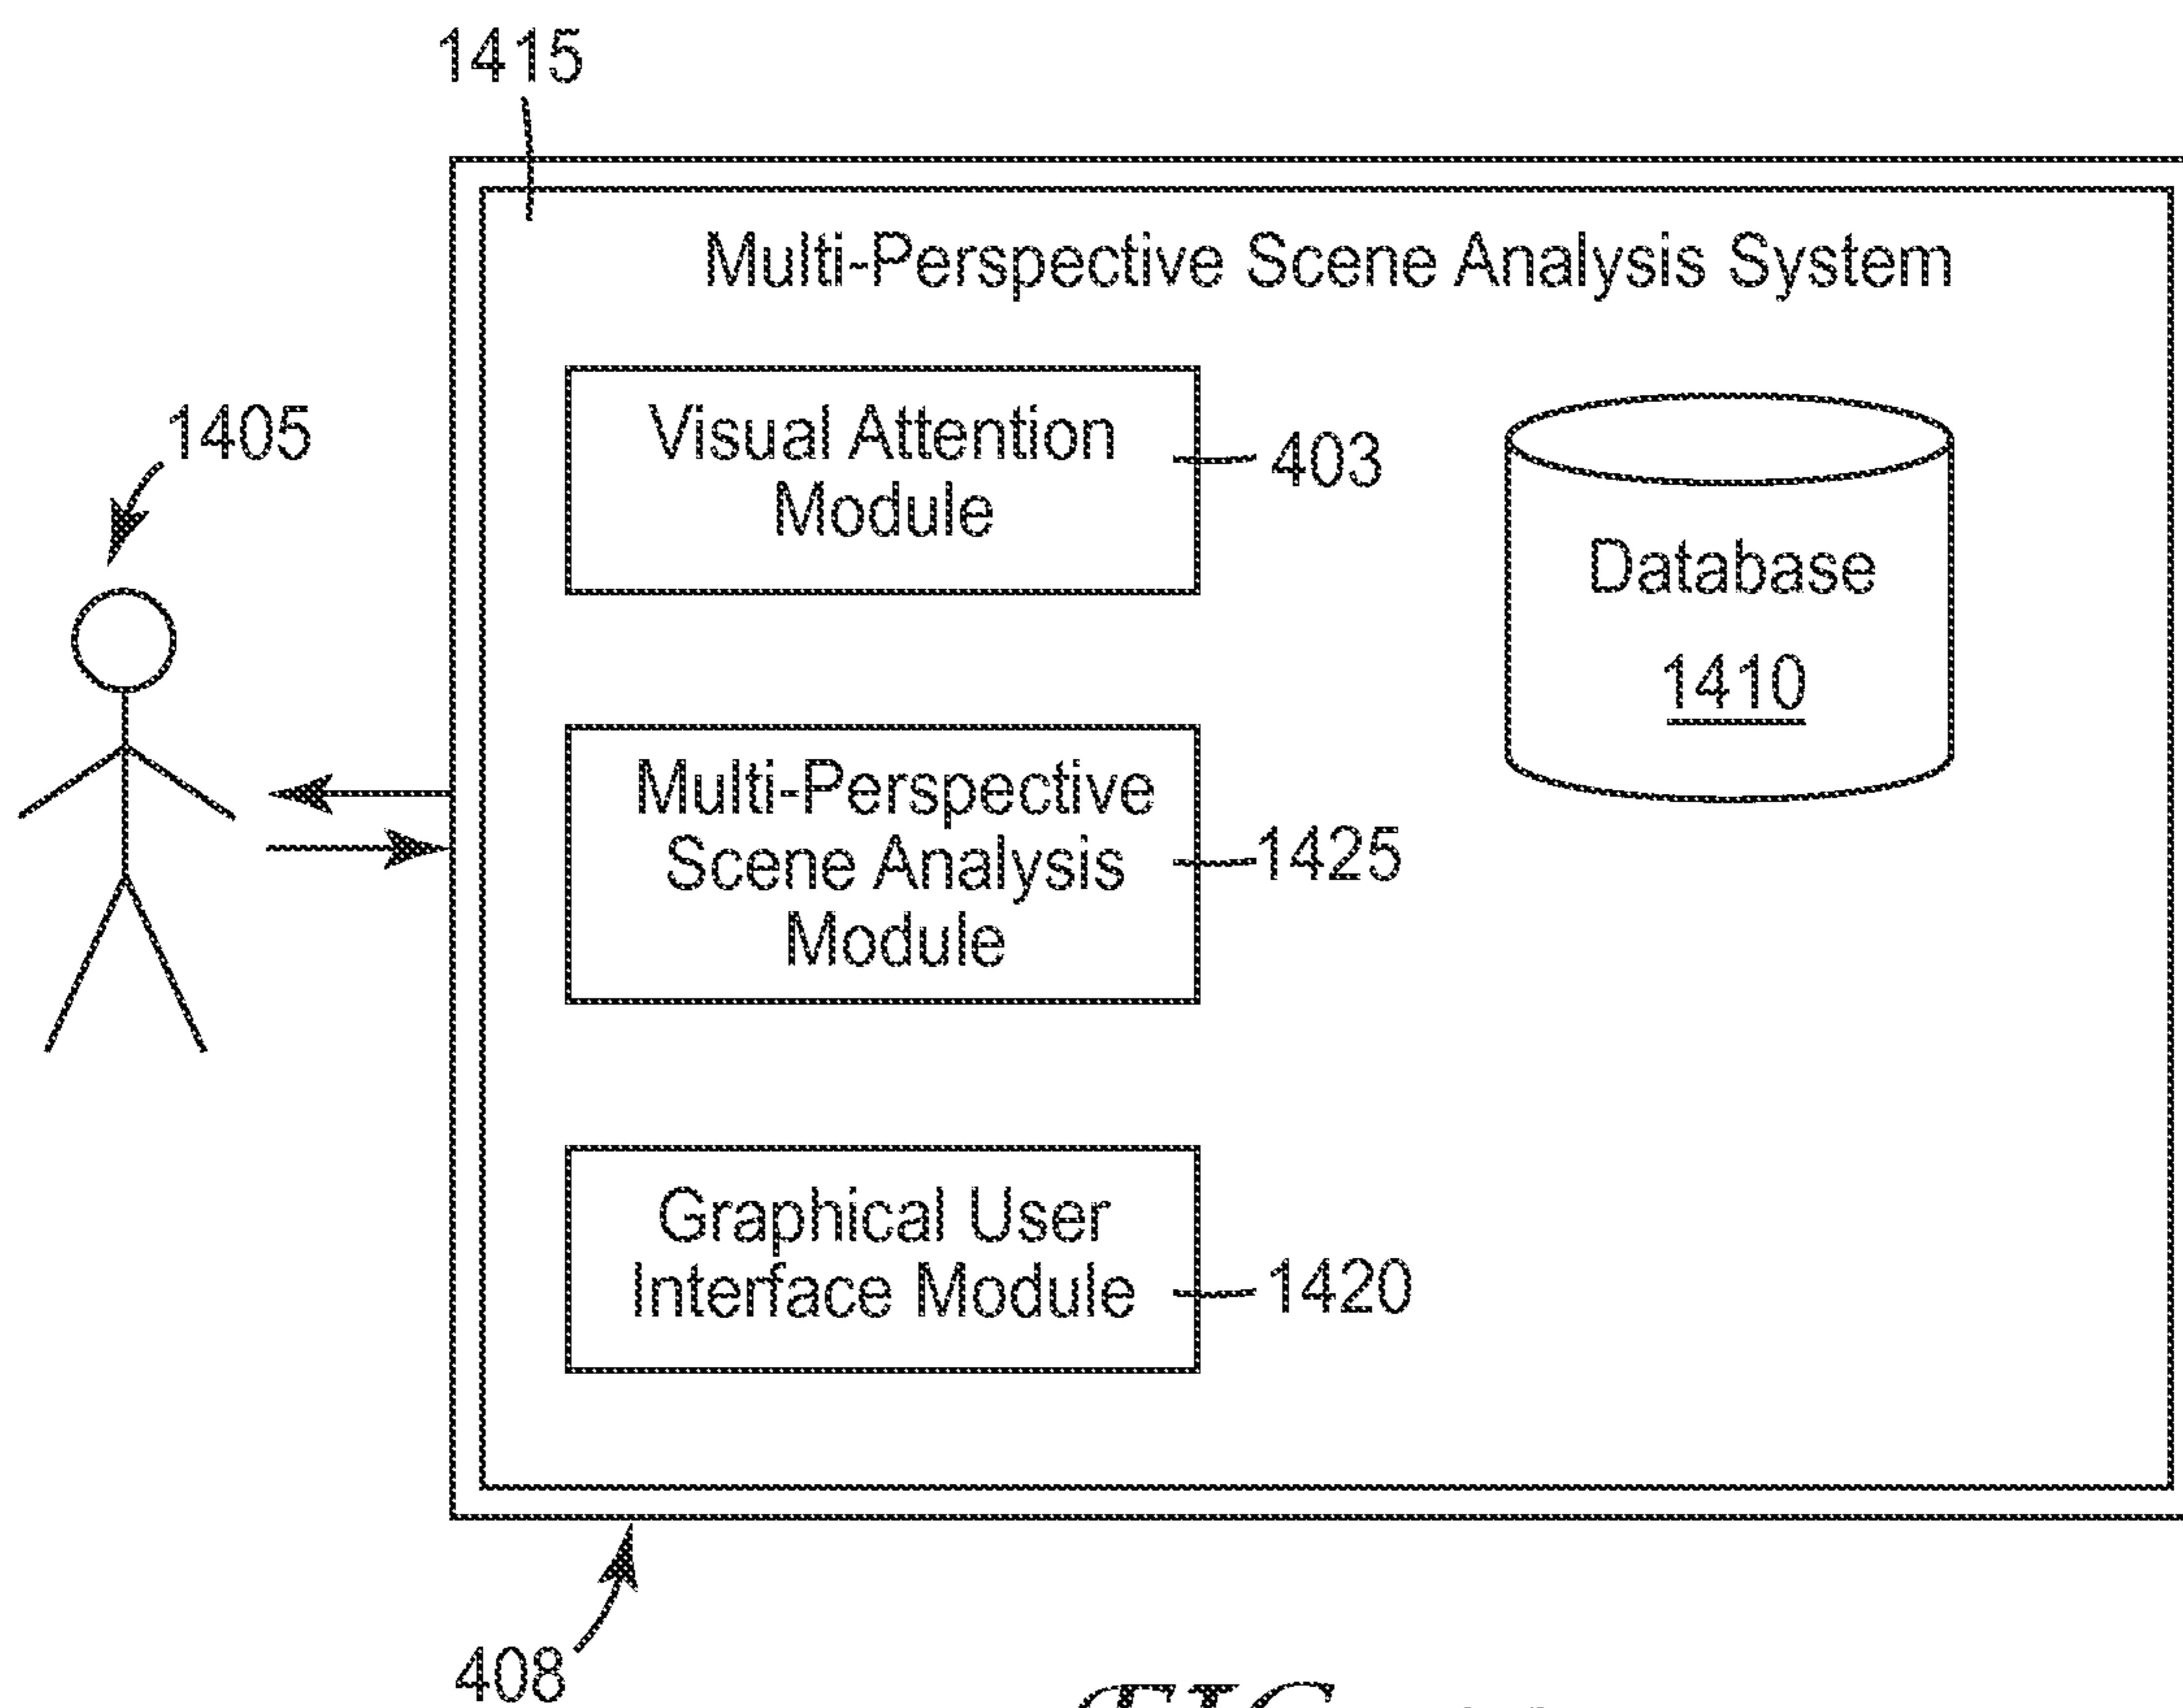 1415
Multi-Perspective Scene Analysis System
1405
Visual Attention
Module
403
Database
1410
Multi-Perspective
Scene Analysis
Module
1425
Graphical User
Interface Module
1420
408
FIG.